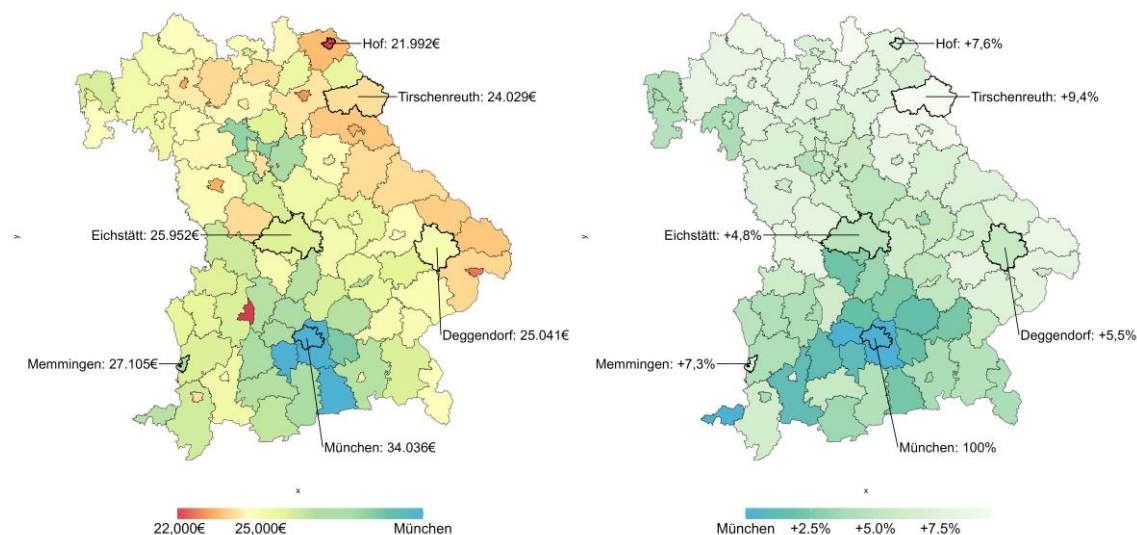 Hof: 21.992€
Tirschenreuth: 24.029€
Eichstätt: 25.952€
Deggendorf: 25.041€
Memmingen: 27.105€
München: 34.036€
y
x
22,000€ 25,000€ München
Hof: +7,6%
Tirschenreuth: +9,4%
Eichstätt: +4,8%
Deggendorf: +5,5%
Memmingen: +7,3%
München: 100%
y
x
München +2.5% +5.0% +7.5%